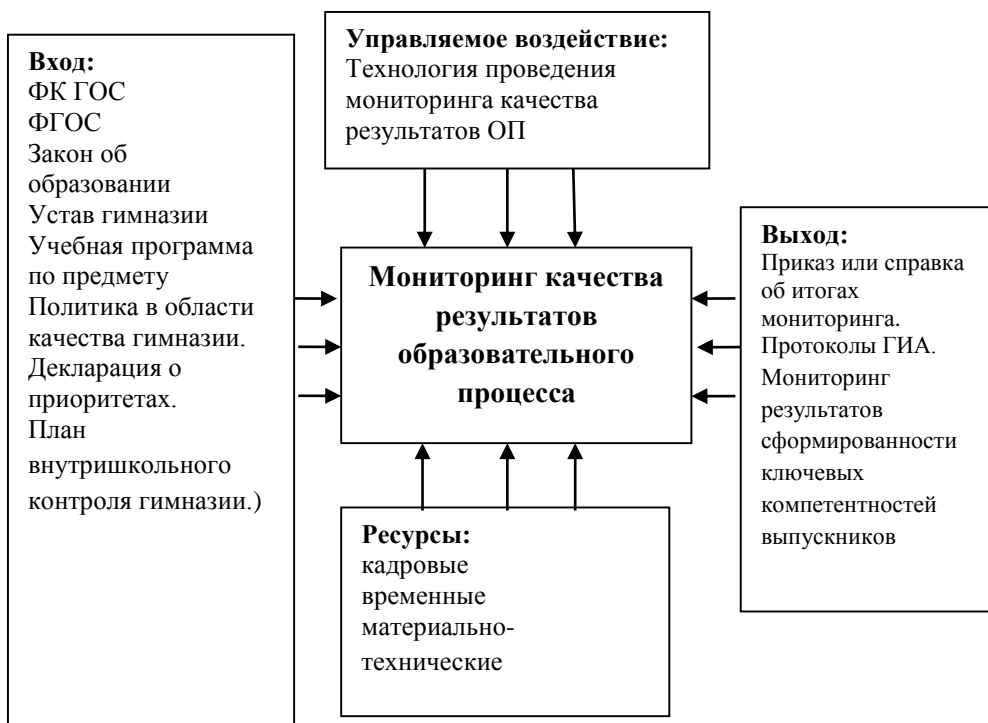 Вход:
ФК ГОС
ФГОС
Закон об
образовании
Устав гимназии
Учебная программа
по предмету
Политика в области
качества гимназии.
Декларация о
приоритетах.
План
внутришкольного
контроля гимназии.)
Управляемое воздействие:
Технология проведения
мониторинга качества
результатов ОП
Мониторинг качества
результатов
образовательного
процесса
Ресурсы:
кадровые
временные
материально-
технические
Выход:
Приказ или справка
об итогах
мониторинга.
Протоколы ГИА.
Мониторинг
результатов
сформированности
ключевых
компетентностей
выпускников